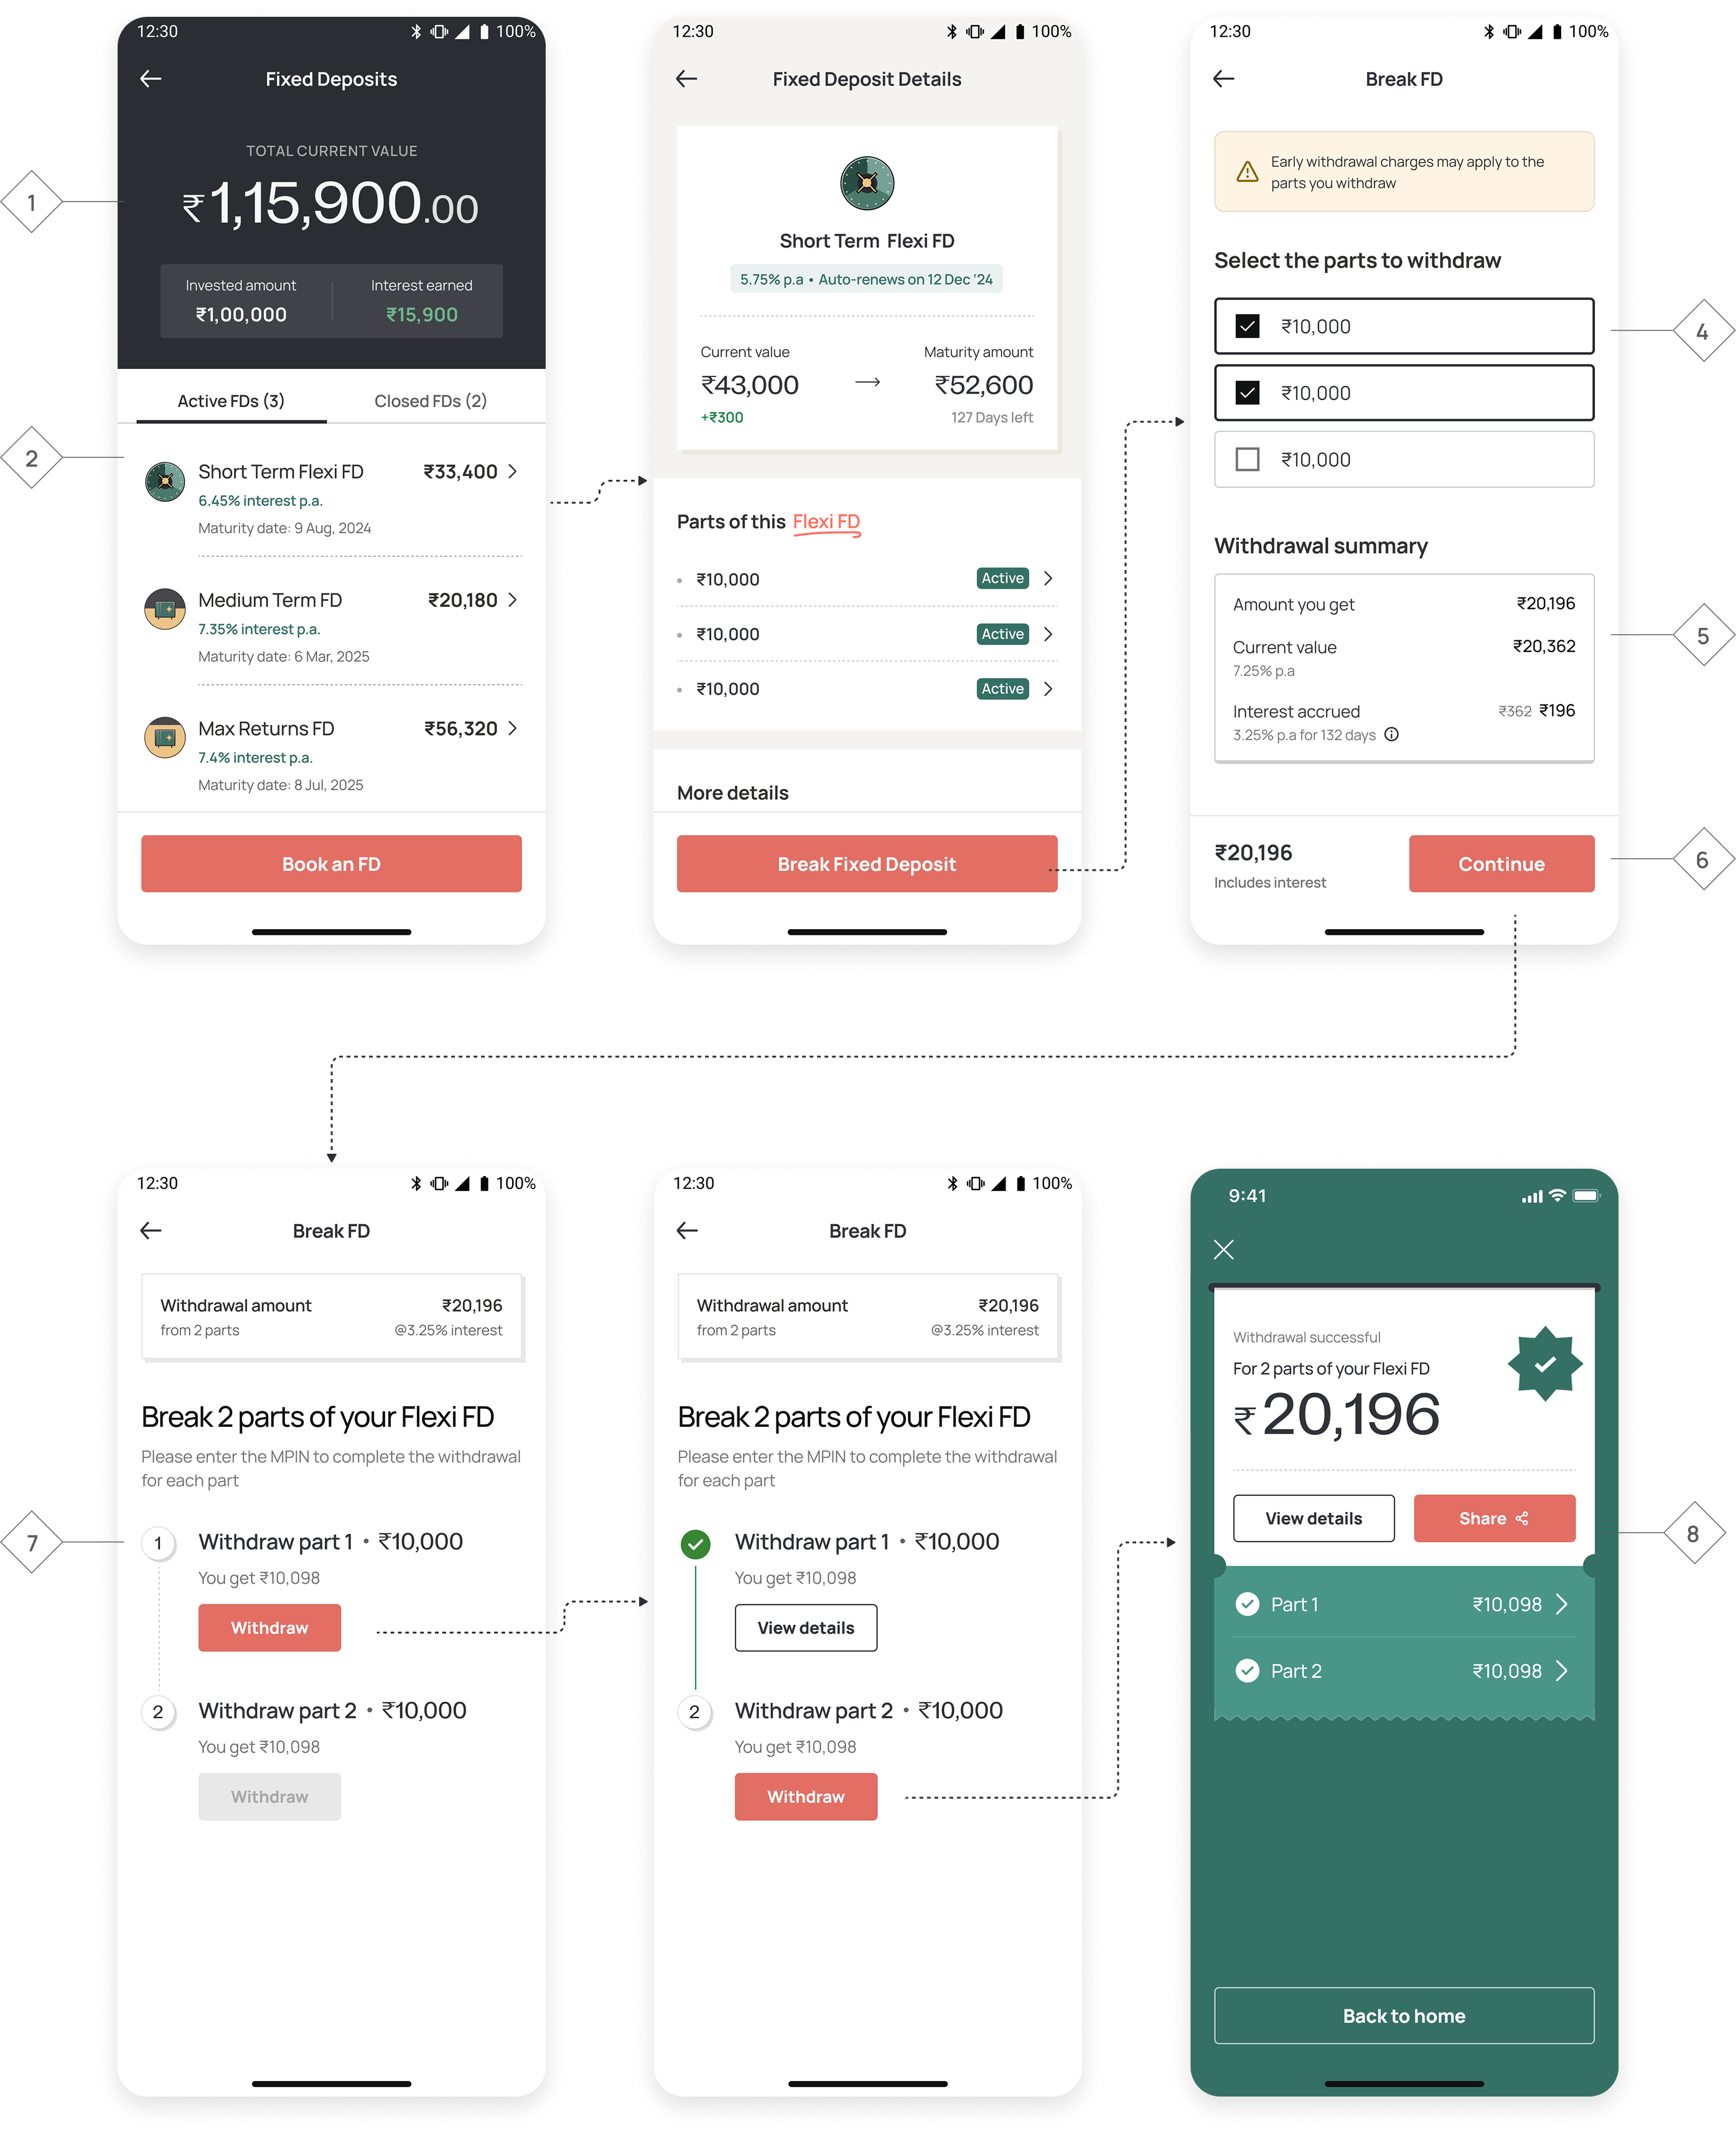 12:30 100%
Fixed Deposits
TOTAL CURRENT VALUE
₹1,15,900.00
Invested amount
₹1,00,000
Interest earned
₹15,900
Active FDs (3)
Closed FDs (2)
Short Term Flexi FD ₹33,400
6.45% interest p.a.
Maturity date: 9 Aug, 2024
Medium Term FD ₹20,180
7.35% interest p.a.
Maturity date: 6 Mar, 2025
Max Returns FD ₹56,320
7.4% interest p.a.
Maturity date: 8 Jul, 2025
Book an FD
1
2
12:30 100%
Fixed Deposit Details
Short Term Flexi FD
5.75% p.a • Auto-renews on 12 Dec ‘24
Current value
₹43,000
+₹300
Maturity amount
₹52,600
127 Days left
Parts of this Flexi FD
• ₹10,000 Active
• ₹10,000 Active
• ₹10,000 Active
More details
Break Fixed Deposit
12:30 100%
Break FD
Early withdrawal charges may apply to the
parts you withdraw
Select the parts to withdraw
₹10,000
₹10,000
₹10,000
Withdrawal summary
Amount you get ₹20,196
Current value ₹20,362
7.25% p.a
Interest accrued ₹362 ₹196
3.25% p.a for 132 days
₹20,196
Includes interest
Continue
4
5
6
12:30 100%
Break FD
Withdrawal amount ₹20,196
from 2 parts @3.25% interest
Break 2 parts of your Flexi FD
Please enter the MPIN to complete the withdrawal
for each part
1 Withdraw part 1 • ₹10,000
You get ₹10,098
Withdraw
2 Withdraw part 2 • ₹10,000
You get ₹10,098
Withdraw
7
12:30 100%
Break FD
Withdrawal amount ₹20,196
from 2 parts @3.25% interest
Break 2 parts of your Flexi FD
Please enter the MPIN to complete the withdrawal
for each part
Withdraw part 1 • ₹10,000
You get ₹10,098
View details
2 Withdraw part 2 • ₹10,000
You get ₹10,098
Withdraw
9:41
Withdrawal successful
For 2 parts of your Flexi FD
₹20,196
View details
Share
Part 1 ₹10,098
Part 2 ₹10,098
Back to home
8